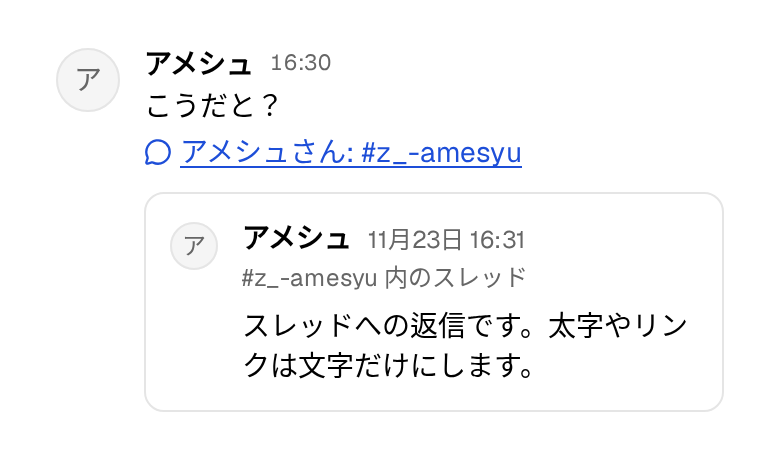 ア
アメシュ 16:30
こうだと？
アメシュさん: #z_-amesyu
ア
アメシュ 11月23日 16:31
#z_-amesyu 内のスレッド
スレッドへの返信です。太字やリン
クは文字だけにします。